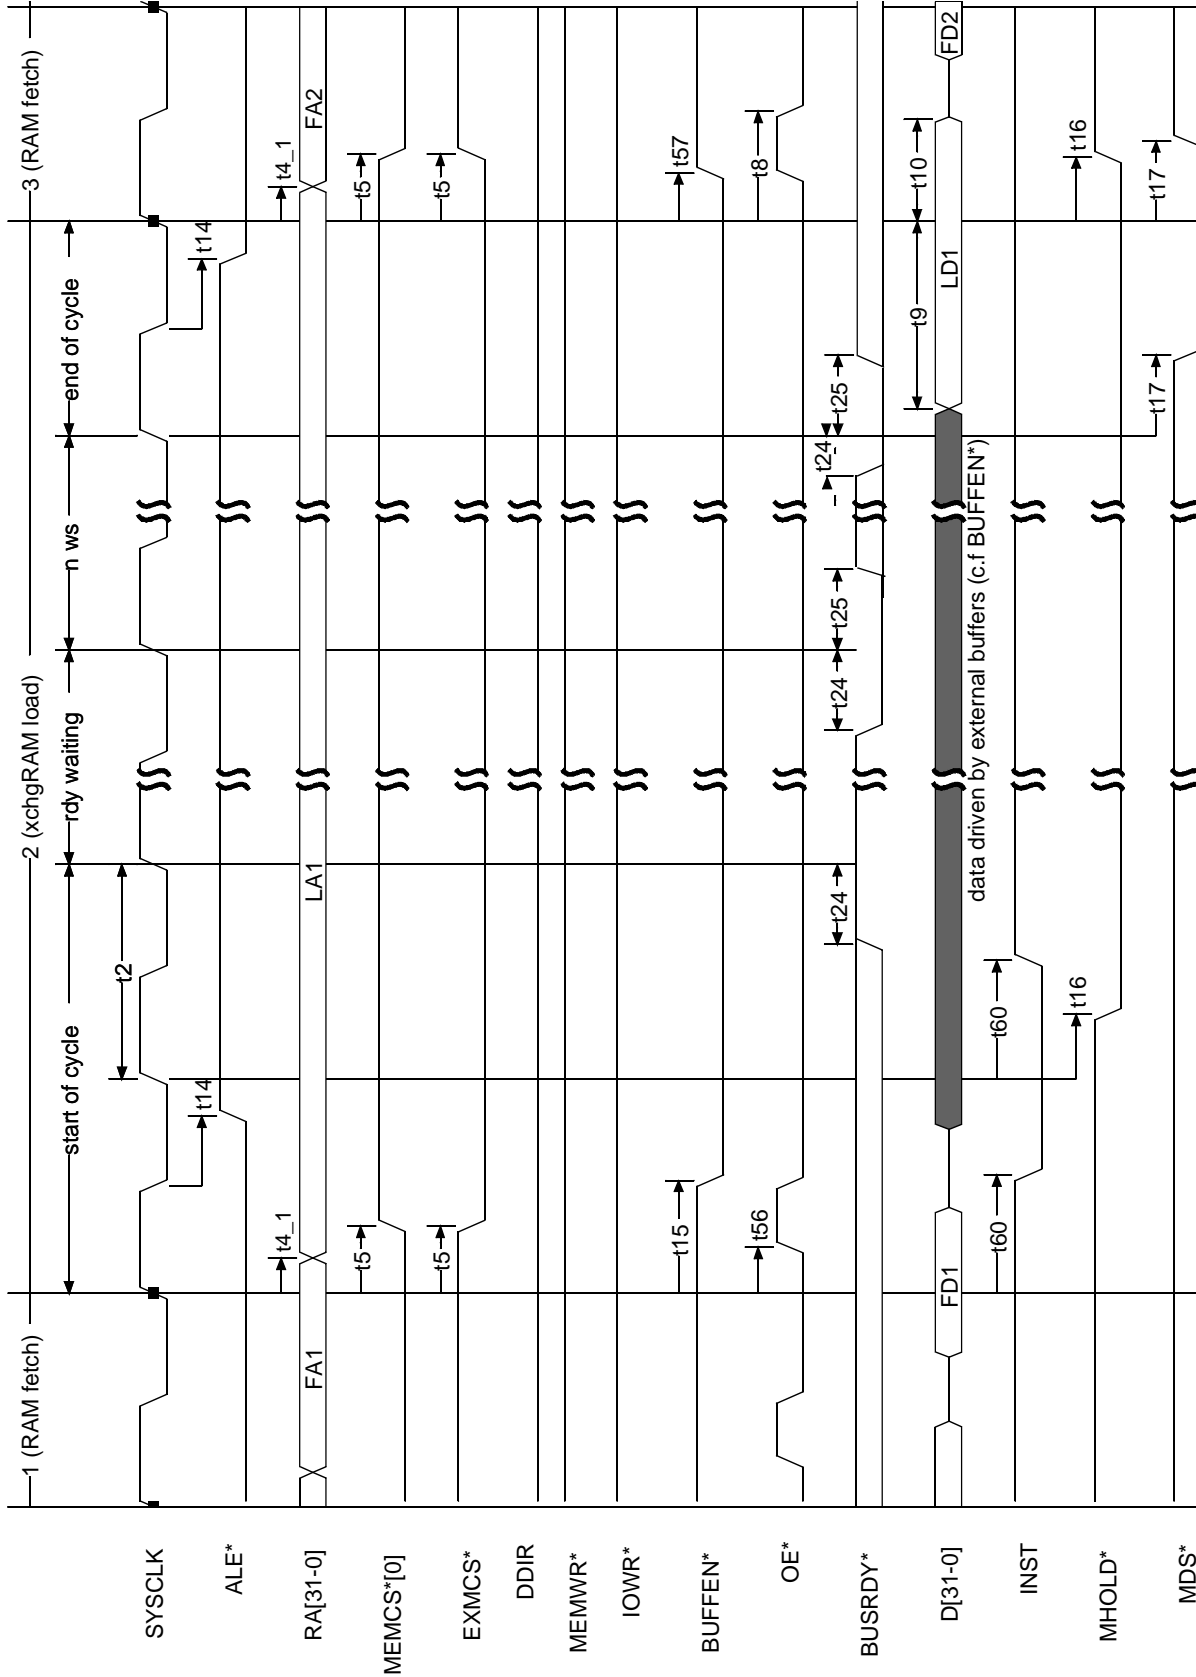 1 (RAM fetch)
2 (xchgRAM load)
3 (RAM fetch)
start of cycle
rdy waiting
n ws
end of cycle
t2
SYSCLK
t14
t14
ALE*
t4_1
t4_1
RA[31-0]
FA1
LA1
FA2
t5
t5
MEMCS*[0]
t5
t5
EXMCS*
DDIR
MEMWR*
IOWR*
t15
t57
BUFFEN*
t56
t8
OE*
t24
t24
t25
t24
t25
BUSRDY*
t9
t10
D[31-0]
FD1
LD1
FD2
data driven by external buffers (c.f BUFFEN*)
t60
t60
INST
t16
t16
MHOLD*
t17
t17
MDS*